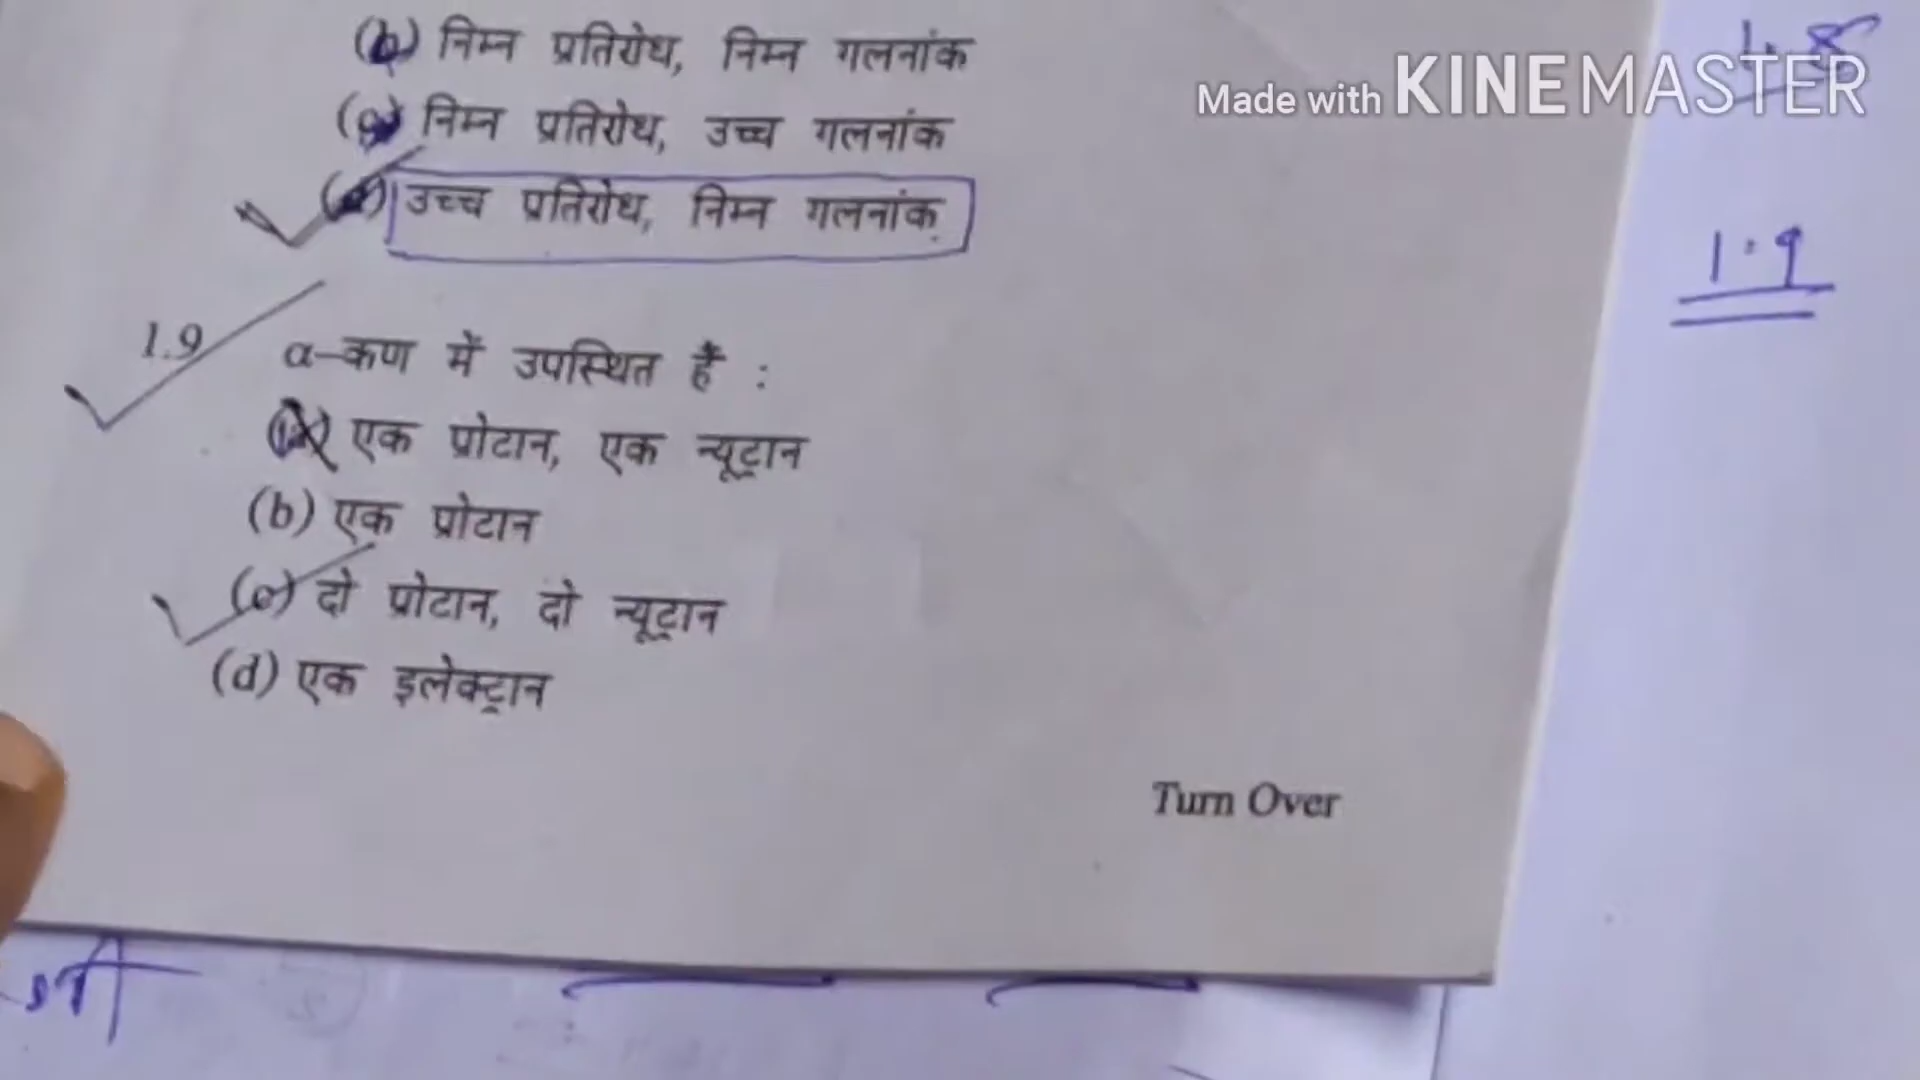 (b) निम्न प्रतिरोध, निम्न गलनांक
(c) निम्न प्रतिरोध, उच्च गलनांक
(d) उच्च प्रतिरोध, निम्न गलनांक
1.9 α–कण में उपस्थित हैं :
(a) एक प्रोटान, एक न्यूट्रान
(b) एक प्रोटान
(c) दो प्रोटान, दो न्यूट्रान
(d) एक इलेक्ट्रान
Turn Over
1.8
Made with KINEMASTER
1.9